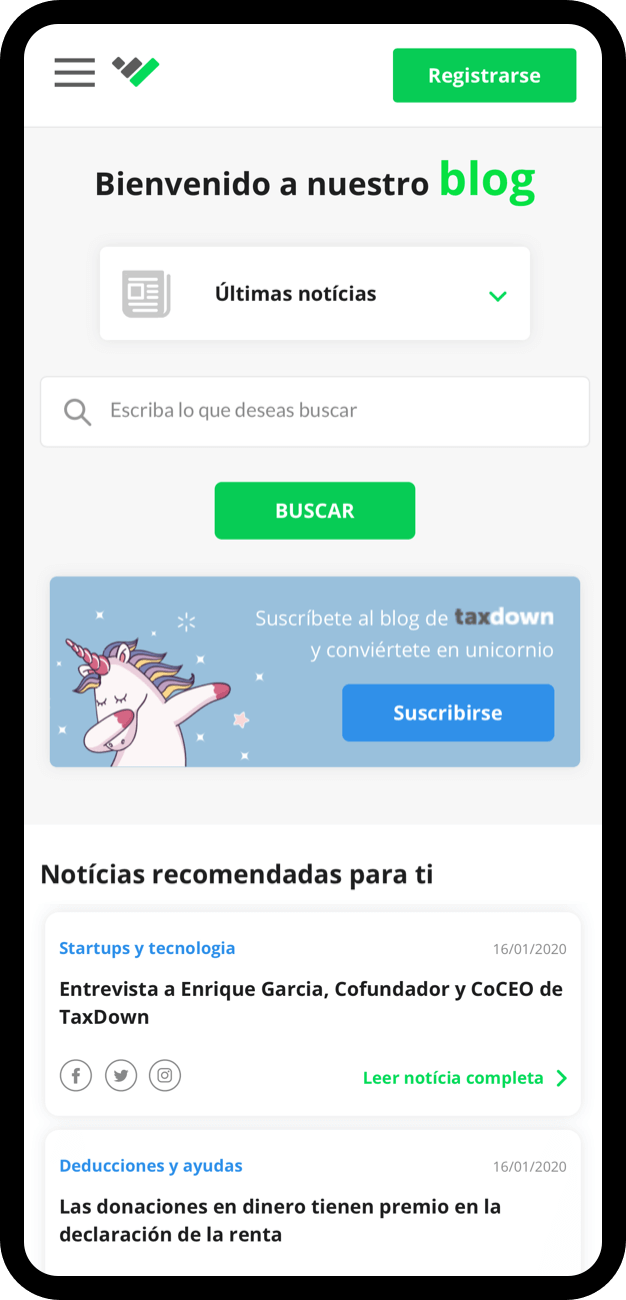 Registrarse
Bienvenido a nuestro blog
Últimas notícias
Escriba lo que deseas buscar
BUSCAR
Suscríbete al blog de taxdown
y conviértete en unicornio
Suscribirse
Notícias recomendadas para ti
Startups y tecnologia
16/01/2020
Entrevista a Enrique Garcia, Cofundador y CoCEO de
TaxDown
Leer notícia completa
Deducciones y ayudas
16/01/2020
Las donaciones en dinero tienen premio en la
declaración de la renta